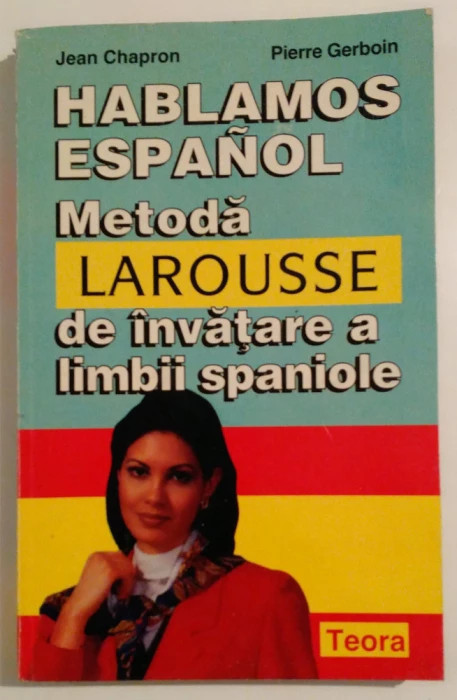 Jean Chapron Pierre Gerboin
HABLAMOS
ESPAÑOL
Metodă
LAROUSSE
de învăţare a
limbii spaniole
Teora